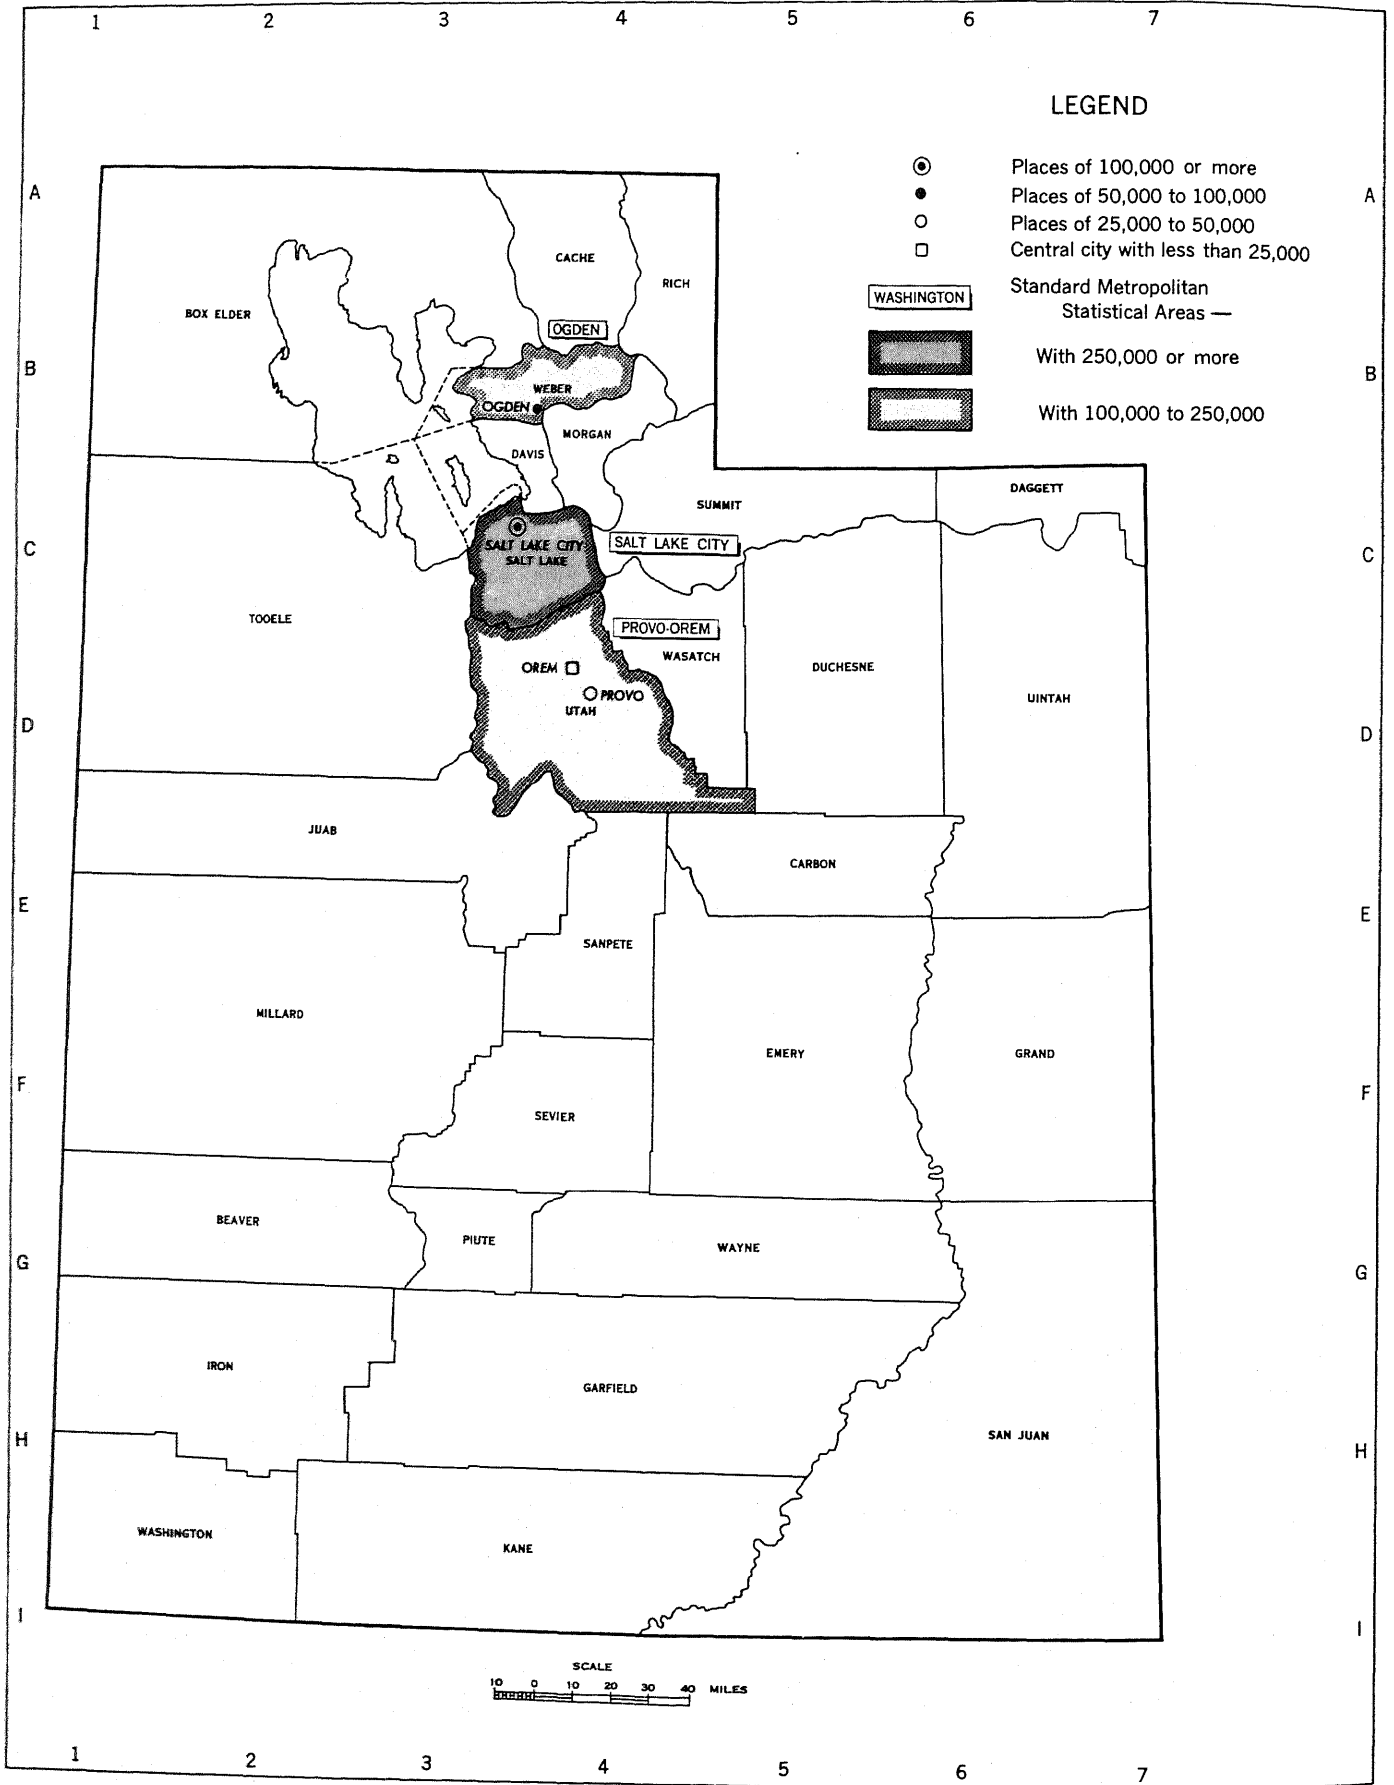 1 2 3 4 5 6 7
LEGEND
Places of 100,000 or more
Places of 50,000 to 100,000
Places of 25,000 to 50,000
Central city with less than 25,000
WASHINGTON
Standard Metropolitan
Statistical Areas —
With 250,000 or more
With 100,000 to 250,000
A A
CACHE
RICH
BOX ELDER
OGDEN
B B
WEBER
OGDEN
MORGAN
DAVIS
DAGGETT
SUMMIT
C C
SALT LAKE CITY
SALT LAKE CITY
SALT LAKE
TOOELE
PROVO-OREM
WASATCH
OREM
DUCHESNE
PROVO
UINTAH
UTAH
D D
JUAB
CARBON
E E
SANPETE
MILLARD
EMERY
GRAND
F F
SEVIER
BEAVER
PIUTE
WAYNE
G G
IRON
GARFIELD
SAN JUAN
H H
WASHINGTON
KANE
I I
SCALE
10 0 10 20 30 40 MILES
1 2 3 4 5 6 7